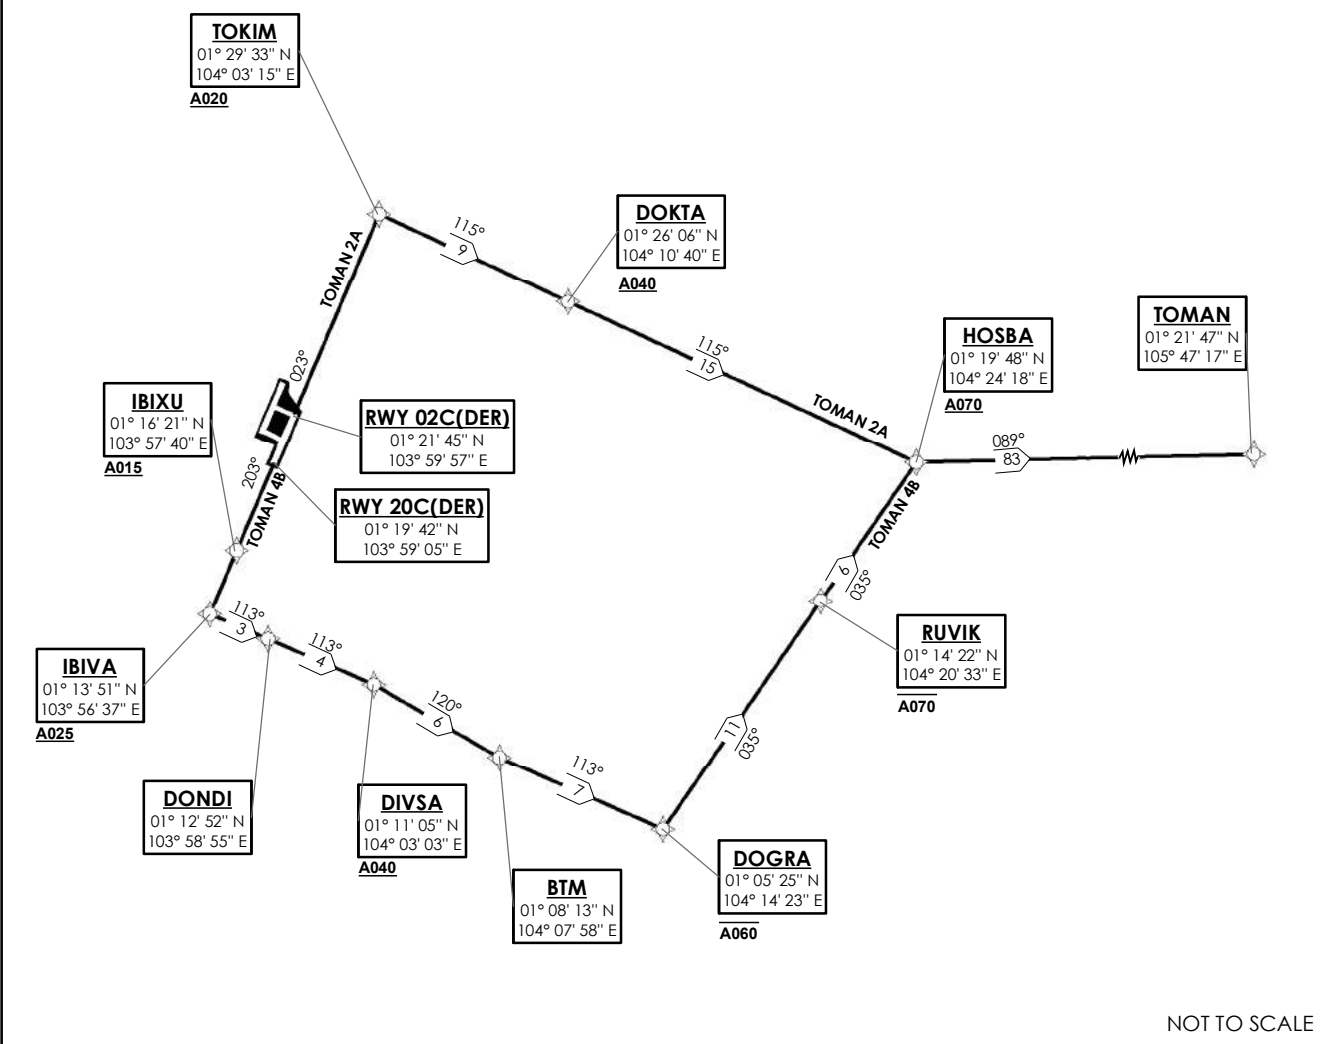 TOKIM
01° 29' 33" N
104° 03' 15" E
A020
115°
9
DOKTA
01° 26' 06" N
104° 10' 40" E
A040
TOMAN 2A
023°
115°
15
TOMAN
01° 21' 47" N
105° 47' 17" E
HOSBA
01° 19' 48" N
104° 24' 18" E
A070
IBIXU
01° 16' 21" N
103° 57' 40" E
A015
RWY 02C(DER)
01° 21' 45" N
103° 59' 57" E
TOMAN 2A
089°
83
203°
TOMAN 4B
RWY 20C(DER)
01° 19' 42" N
103° 59' 05" E
TOMAN 4B
6
035°
113°
3
113°
4
RUVIK
01° 14' 22" N
104° 20' 33" E
A070
IBIVA
01° 13' 51" N
103° 56' 37" E
A025
120°
6
11
035°
113°
7
DONDI
01° 12' 52" N
103° 58' 55" E
DIVSA
01° 11' 05" N
104° 03' 03" E
A040
BTM
01° 08' 13" N
104° 07' 58" E
DOGRA
01° 05' 25" N
104° 14' 23" E
A060
NOT TO SCALE